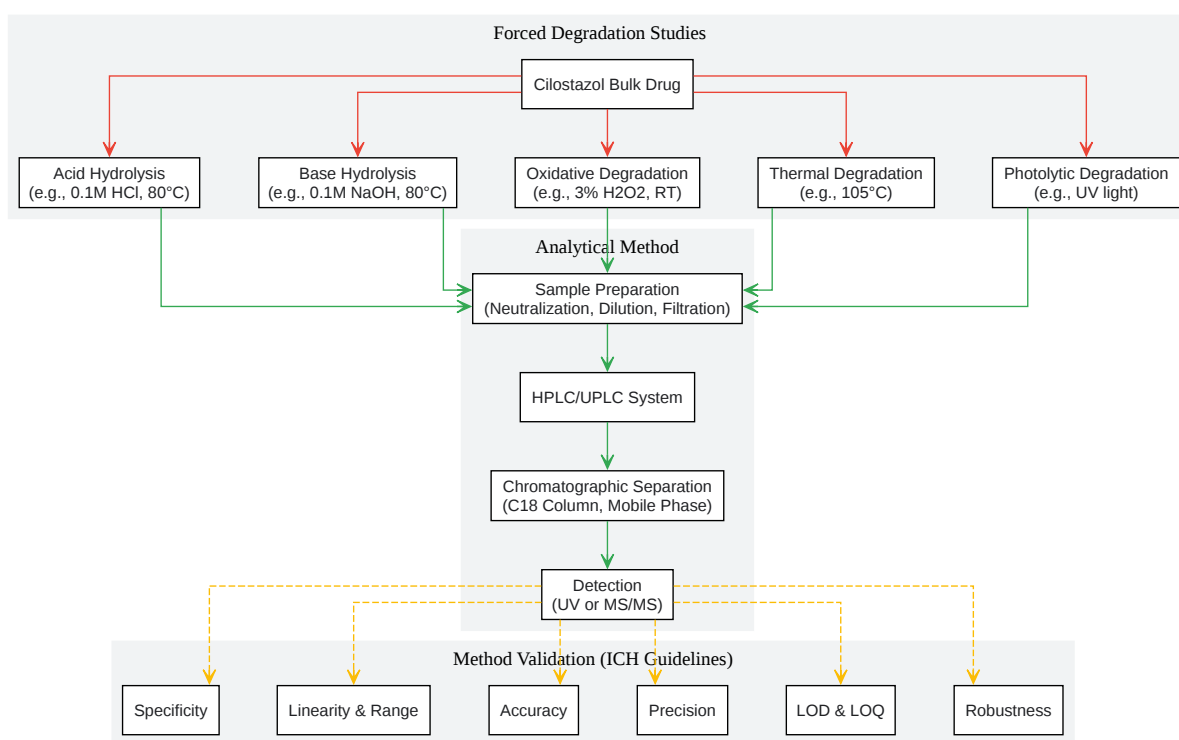 Forced Degradation Studies
Cilostazol Bulk Drug
Acid Hydrolysis
(e.g., 0.1M HCl, 80°C)
Base Hydrolysis
(e.g., 0.1M NaOH, 80°C)
Oxidative Degradation
(e.g., 3% H2O2, RT)
Thermal Degradation
(e.g., 105°C)
Photolytic Degradation
(e.g., UV light)
Analytical Method
Sample Preparation
(Neutralization, Dilution, Filtration)
HPLC/UPLC System
Chromatographic Separation
(C18 Column, Mobile Phase)
Detection
(UV or MS/MS)
Method Validation (ICH Guidelines)
Specificity
Linearity & Range
Accuracy
Precision
LOD & LOQ
Robustness